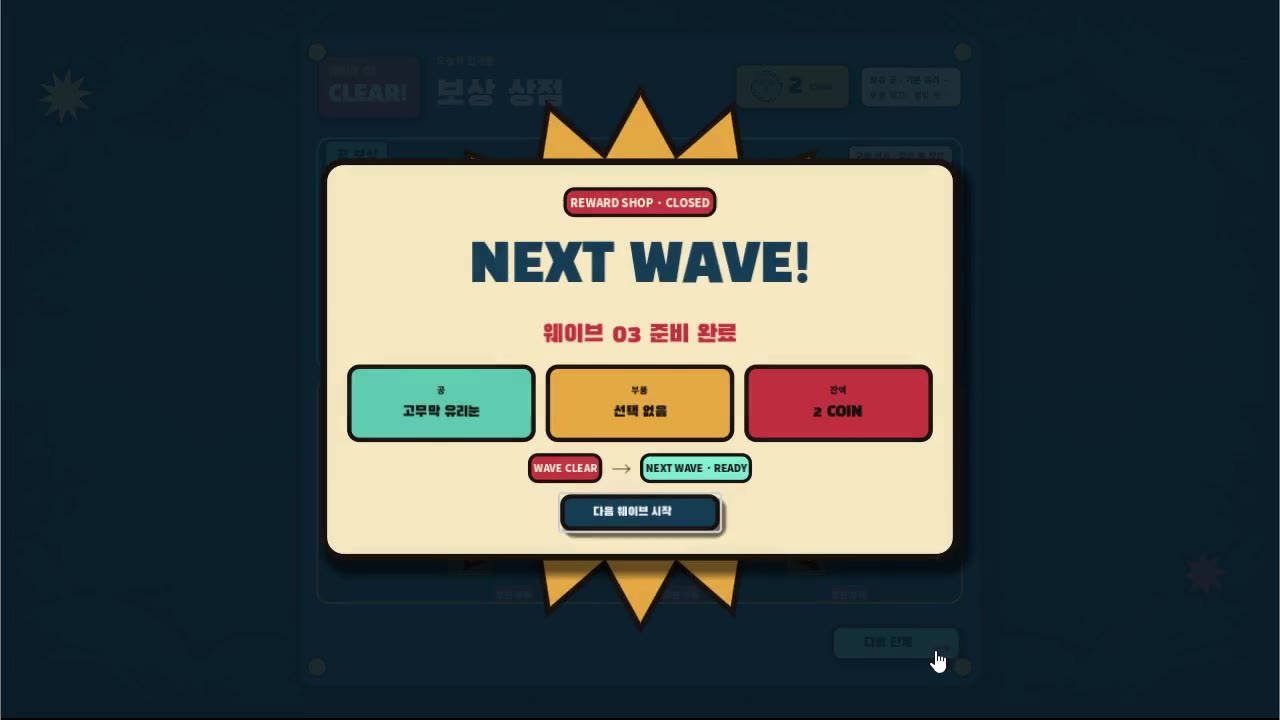 CLEAR!
보상 상점
2
REWARD SHOP · CLOSED
NEXT WAVE!
웨이브 03 준비 완료
공
고무막 유리눈
부품
선택 없음
잔액
2 COIN
WAVE CLEAR → NEXT WAVE · READY
다음 웨이브 시작
다음 단계